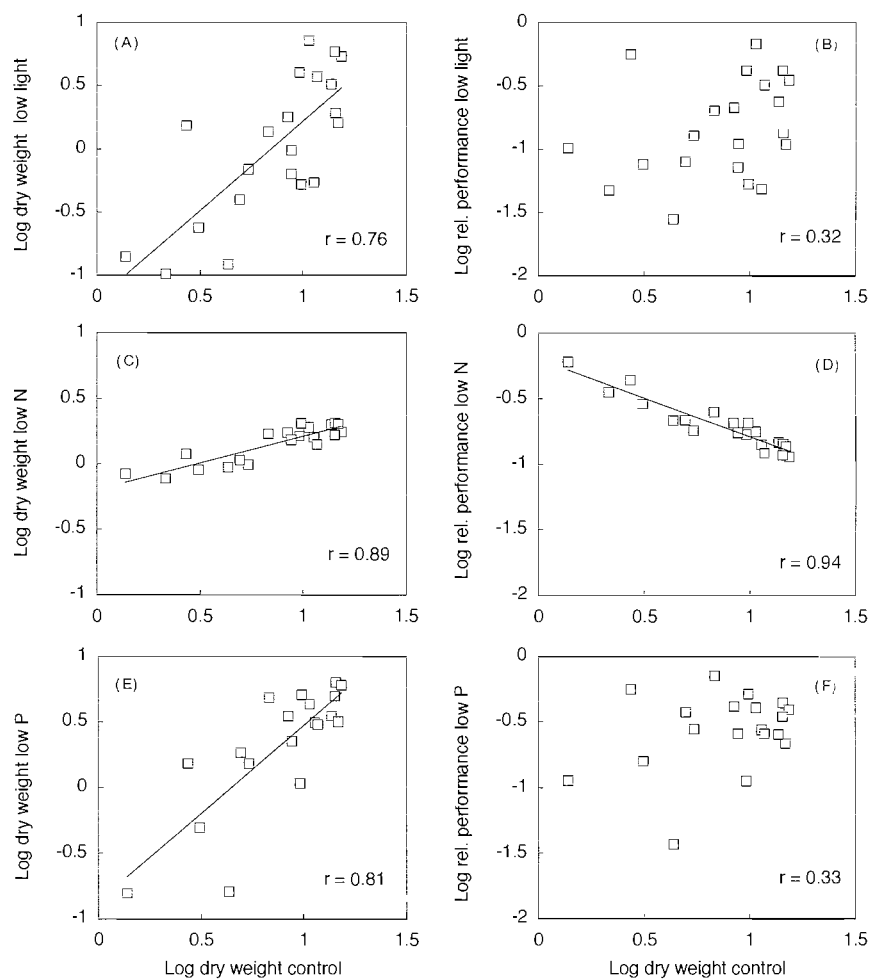 (A)
Log dry weight low light
1
0.5
0
-0.5
1
r = 0.76
0 0.5 1 1.5
(B)
Log rel. performance low light
-0
-0.5
-1
-1.5
-2
r = 0.32
0 0.5 1 1.5
(C)
Log dry weight low N
1
0.5
0
-0.5
-1
r = 0.89
0 0.5 1 1.5
(D)
Log rel. performance low N
-0
-0.5
-1
-1.5
-2
r = 0.94
0 0.5 1 1.5
(E)
Log dry weight low P
1
0.5
0
-0.5
-1
r = 0.81
0 0.5 1 1.5
Log dry weight control
(F)
Log rel. performance low P
-0
-0.5
-1
-1.5
-2
r = 0.33
0 0.5 1 1.5
Log dry weight control